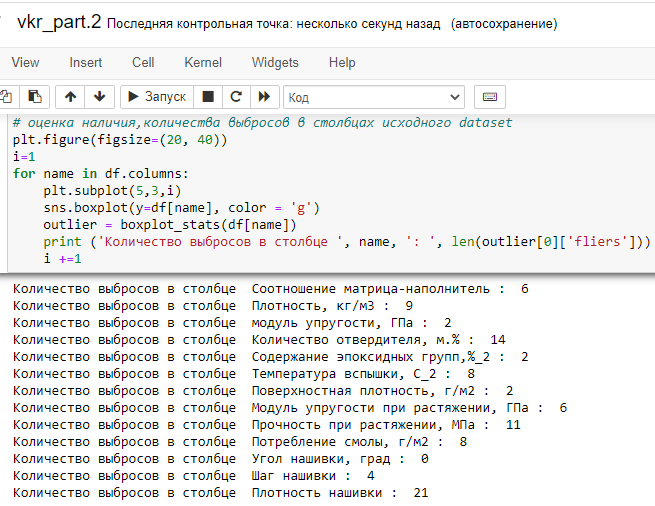 vkr_part.2 Последняя контрольная точка: несколько секунд назад (автосохранение)
View Insert Cell Kernel Widgets Help
Запуск Код
# оценка наличия,количества выбросов в столбцах исходного dataset
plt.figure(figsize=(20, 40))
i=1
for name in df.columns:
    plt.subplot(5,3,i)
    sns.boxplot(y=df[name], color = 'g')
    outlier = boxplot_stats(df[name])
    print ('Количество выбросов в столбце ', name, ': ', len(outlier[0]['fliers']))
    i +=1
Количество выбросов в столбце  Соотношение матрица-наполнитель :  6
Количество выбросов в столбце  Плотность, кг/м3 :  9
Количество выбросов в столбце  модуль упругости, ГПа :  2
Количество выбросов в столбце  Количество отвердителя, м.% :  14
Количество выбросов в столбце  Содержание эпоксидных групп,%_2 :  2
Количество выбросов в столбце  Температура вспышки, С_2 :  8
Количество выбросов в столбце  Поверхностная плотность, г/м2 :  2
Количество выбросов в столбце  Модуль упругости при растяжении, ГПа :  6
Количество выбросов в столбце  Прочность при растяжении, МПа :  11
Количество выбросов в столбце  Потребление смолы, г/м2 :  8
Количество выбросов в столбце  Угол нашивки, град :  0
Количество выбросов в столбце  Шаг нашивки :  4
Количество выбросов в столбце  Плотность нашивки :  21